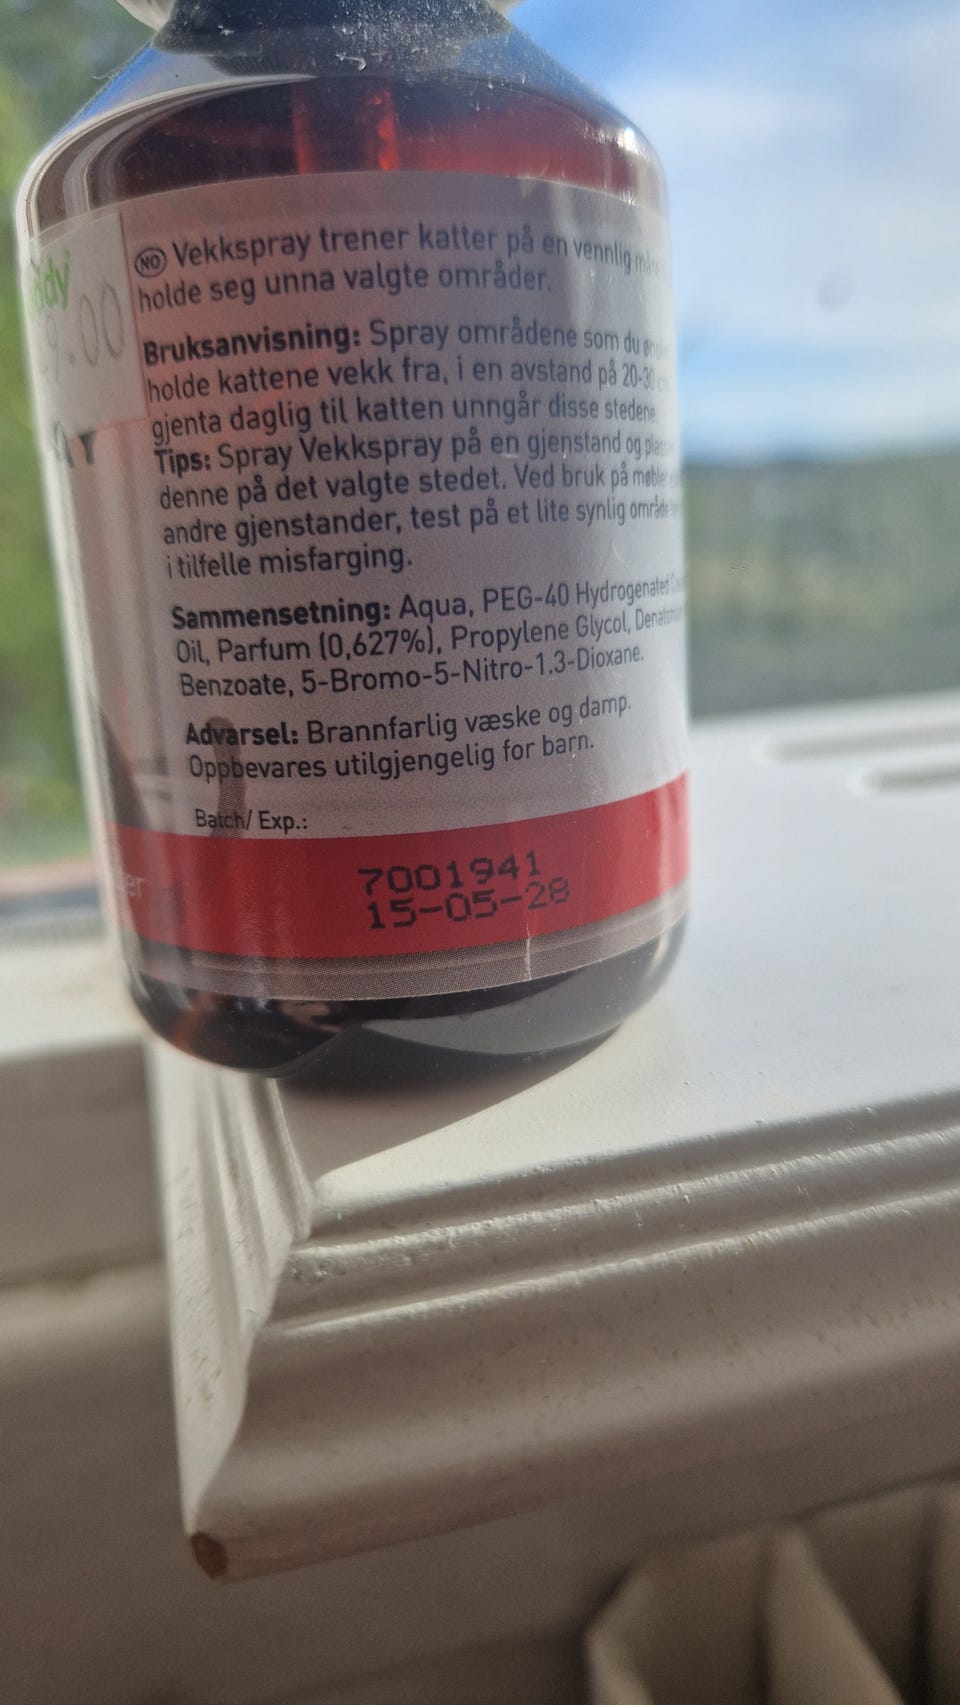 NO Vekkspray trener katter på en vennlig
holde seg unna valgte områder.
Bruksanvisning: Spray områdene som du
holde kattene vekk fra, i en avstand på 20-30
gjenta daglig til katten unngår disse stedene
Tips: Spray Vekkspray på en gjenstand og
denne på det valgte stedet. Ved bruk på møbler
andre gjenstander, test på et lite synlig område
i tilfelle misfarging.
Sammensetning: Aqua, PEG-40 Hydrogenated
Oil, Parfum (0,627%), Propylene Glycol,
Benzoate, 5-Bromo-5-Nitro-1.3-Dioxane.
Advarsel: Brannfarlig væske og damp.
Oppbevares utilgjengelig for barn.
Batch/ Exp.:
7001941
15-05-28